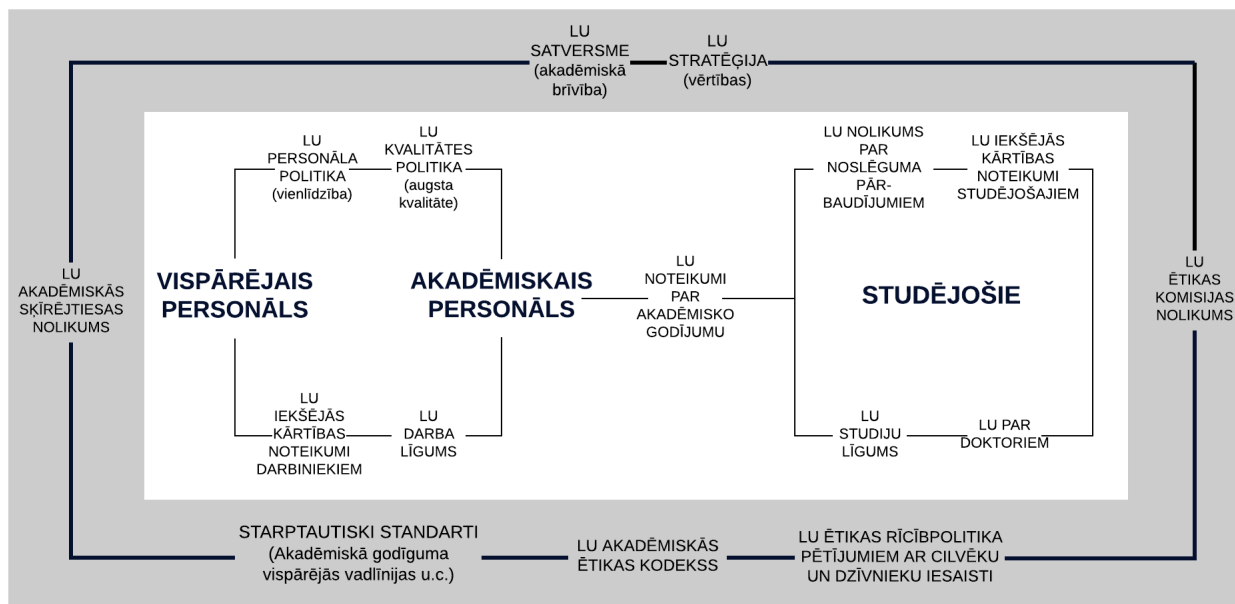 LU
SATVERSME
(akadēmiskā
brīvība)
LU
STRATĒĢIJA
(vērtības)
LU
PERSONĀLA
POLITIKA
(vienlīdzība)
LU
KVALITĀTES
POLITIKA
(augsta
kvalitāte)
LU NOLIKUMS
PAR
NOSLĒGUMA
PĀR-
BAUDĪJUMIEM
LU IEKŠĒJĀS
KĀRTĪBAS
NOTEIKUMI
STUDĒJOŠAJIEM
LU
AKADĒMISKĀS
SĶĪRĒJTIESAS
NOLIKUMS
VISPĀRĒJAIS
PERSONĀLS
AKADĒMISKAIS
PERSONĀLS
LU
NOTEIKUMI
PAR
AKADĒMISKO
GODĪJUMU
STUDĒJOŠIE
LU
ĒTIKAS
KOMISIJAS
NOLIKUMS
LU
IEKŠĒJĀS
KĀRTĪBAS
NOTEIKUMI
DARBINIEKIEM
LU
DARBA
LĪGUMS
LU
STUDIJU
LĪGUMS
LU PAR
DOKTORIEM
STARPTAUTISKI STANDARTI
(Akadēmiskā godīguma
vispārējās vadlīnijas u.c.)
LU AKADĒMISKĀS
ĒTIKAS KODEKSS
LU ĒTIKAS RĪCĪBPOLITIKA
PĒTĪJUMIEM AR CILVĒKU
UN DZĪVNIEKU IESAISTI